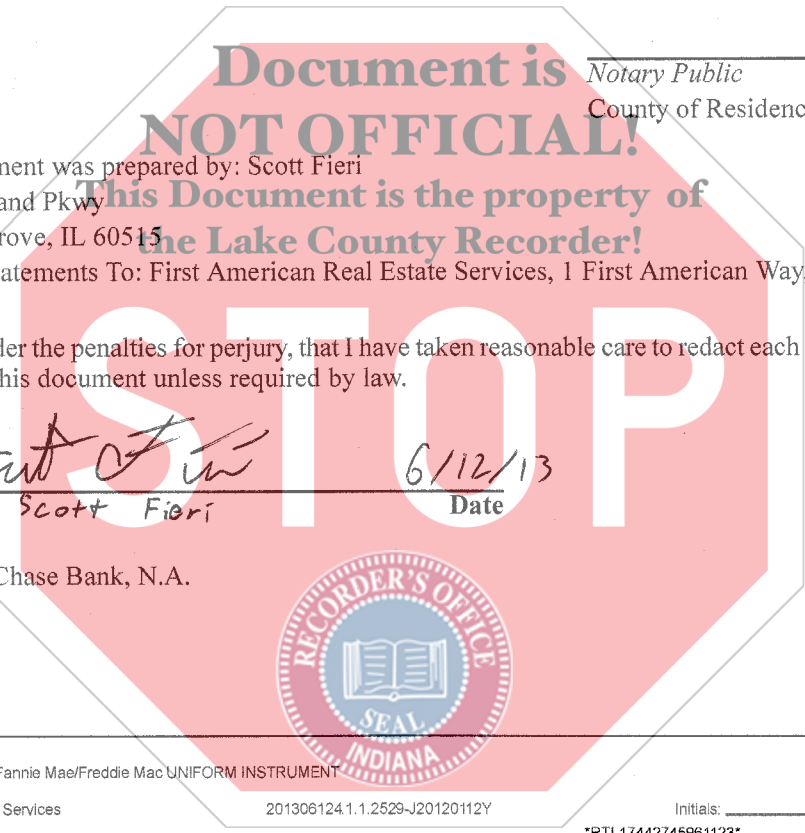 Document is
Notary Public
NOT OFFICIAL!
County of Residenc
ment was prepared by: Scott Fieri
and Pkwy
This Document is the property of
rove, IL 60515
the Lake County Recorder!
atements To: First American Real Estate Services, 1 First American Way,
der the penalties for perjury, that I have taken reasonable care to redact each
his document unless required by law.
STOP
6/12/13
Scott Fieri
Date
Chase Bank, N.A.
RECORDER'S OFFICE
SEAL
INDIANA
Fannie Mae/Freddie Mac UNIFORM INSTRUMENT
Services
201306124.1.1.2529-J20120112Y
Initials: